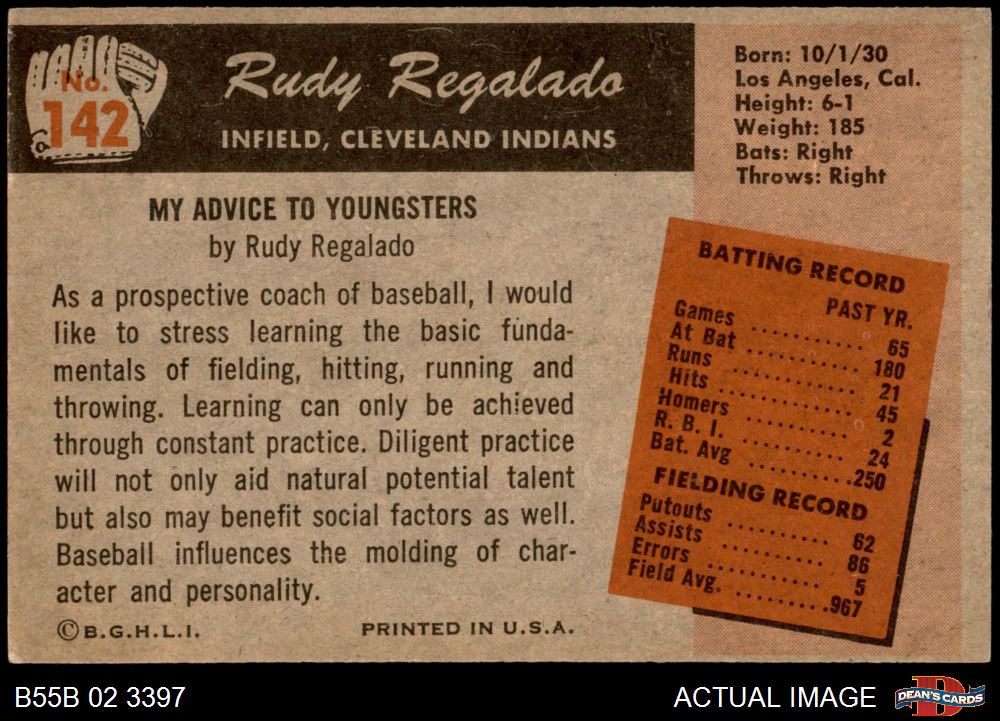 No.
142
Rudy Regalado
INFIELD, CLEVELAND INDIANS
Born: 10/1/30
Los Angeles, Cal.
Height: 6-1
Weight: 185
Bats: Right
Throws: Right
MY ADVICE TO YOUNGSTERS
by Rudy Regalado
As a prospective coach of baseball, I would
like to stress learning the basic funda-
mentals of fielding, hitting, running and
throwing. Learning can only be achieved
through constant practice. Diligent practice
will not only aid natural potential talent
but also may benefit social factors as well.
Baseball influences the molding of char-
acter and personality.
©B.G.H.L.I. PRINTED IN U.S.A.
BATTING RECORD
PAST YR.
Games .......... 65
At Bat .......... 180
Runs .......... 21
Hits .......... 45
Homers .......... 2
R. B. I. .......... 24
Bat. Avg .......... .250
FIELDING RECORD
Putouts .......... 62
Assists .......... 86
Errors .......... 5
Field Avg. .......... .967
B55B 02 3397
ACTUAL IMAGE
D
DEAN'S CARDS